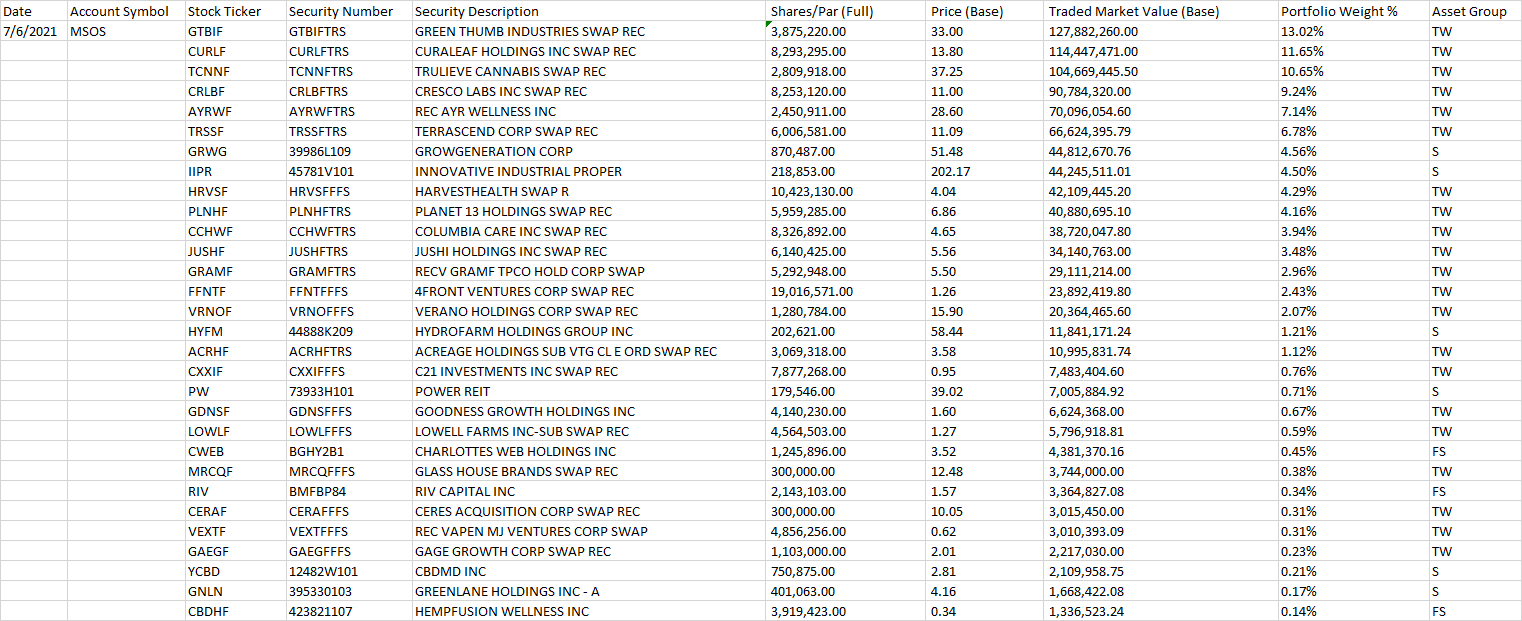 Date Account Symbol Stock Ticker Security Number Security Description Shares/Par (Full) Price (Base) Traded Market Value (Base) Portfolio Weight % Asset Group
7/6/2021 MSOS GTBIF GTBIFTRS GREEN THUMB INDUSTRIES SWAP REC 3,875,220.00 33.00 127,882,260.00 13.02% TW
CURLF CURLFTRS CURALEAF HOLDINGS INC SWAP REC 8,293,295.00 13.80 114,447,471.00 11.65% TW
TCNNF TCNNFTRS TRULIEVE CANNABIS SWAP REC 2,809,918.00 37.25 104,669,445.50 10.65% TW
CRLBF CRLBFTRS CRESCO LABS INC SWAP REC 8,253,120.00 11.00 90,784,320.00 9.24% TW
AYRWF AYRWFTRS REC AYR WELLNESS INC 2,450,911.00 28.60 70,096,054.60 7.14% TW
TRSSF TRSSFTRS TERRASCEND CORP SWAP REC 6,006,581.00 11.09 66,624,395.79 6.78% TW
GRWG 39986L109 GROWGENERATION CORP 870,487.00 51.48 44,812,670.76 4.56% S
IIPR 45781V101 INNOVATIVE INDUSTRIAL PROPER 218,853.00 202.17 44,245,511.01 4.50% S
HRVSF HRVSFFFS HARVESTHEALTH SWAP R 10,423,130.00 4.04 42,109,445.20 4.29% TW
PLNHF PLNHFTRS PLANET 13 HOLDINGS SWAP REC 5,959,285.00 6.86 40,880,695.10 4.16% TW
CCHWF CCHWFTRS COLUMBIA CARE INC SWAP REC 8,326,892.00 4.65 38,720,047.80 3.94% TW
JUSHF JUSHFTRS JUSHI HOLDINGS INC SWAP REC 6,140,425.00 5.56 34,140,763.00 3.48% TW
GRAMF GRAMFTRS RECV GRAMF TPCO HOLD CORP SWAP 5,292,948.00 5.50 29,111,214.00 2.96% TW
FFNTF FFNTFFFS 4FRONT VENTURES CORP SWAP REC 19,016,571.00 1.26 23,892,419.80 2.43% TW
VRNOF VRNOFFFS VERANO HOLDINGS CORP SWAP REC 1,280,784.00 15.90 20,364,465.60 2.07% TW
HYFM 44888K209 HYDROFARM HOLDINGS GROUP INC 202,621.00 58.44 11,841,171.24 1.21% S
ACRHF ACRHFTRS ACREAGE HOLDINGS SUB VTG CL E ORD SWAP REC 3,069,318.00 3.58 10,995,831.74 1.12% TW
CXXIF CXXIFFFS C21 INVESTMENTS INC SWAP REC 7,877,268.00 0.95 7,483,404.60 0.76% TW
PW 73933H101 POWER REIT 179,546.00 39.02 7,005,884.92 0.71% S
GDNSF GDNSFFFS GOODNESS GROWTH HOLDINGS INC 4,140,230.00 1.60 6,624,368.00 0.67% TW
LOWLF LOWLFFFS LOWELL FARMS INC-SUB SWAP REC 4,564,503.00 1.27 5,796,918.81 0.59% TW
CWEB BGHY2B1 CHARLOTTES WEB HOLDINGS INC 1,245,896.00 3.52 4,381,370.16 0.45% FS
MRCQF MRCQFFFS GLASS HOUSE BRANDS SWAP REC 300,000.00 12.48 3,744,000.00 0.38% TW
RIV BMFBP84 RIV CAPITAL INC 2,143,103.00 1.57 3,364,827.08 0.34% FS
CERAF CERAFFFS CERES ACQUISITION CORP SWAP REC 300,000.00 10.05 3,015,450.00 0.31% TW
VEXTF VEXTFFFS REC VAPEN MJ VENTURES CORP SWAP 4,856,256.00 0.62 3,010,393.09 0.31% TW
GAEGF GAEGFFFS GAGE GROWTH CORP SWAP REC 1,103,000.00 2.01 2,217,030.00 0.23% TW
YCBD 12482W101 CBDMD INC 750,875.00 2.81 2,109,958.75 0.21% S
GNLN 395330103 GREENLANE HOLDINGS INC - A 401,063.00 4.16 1,668,422.08 0.17% S
CBDHF 423821107 HEMPFUSION WELLNESS INC 3,919,423.00 0.34 1,336,523.24 0.14% FS